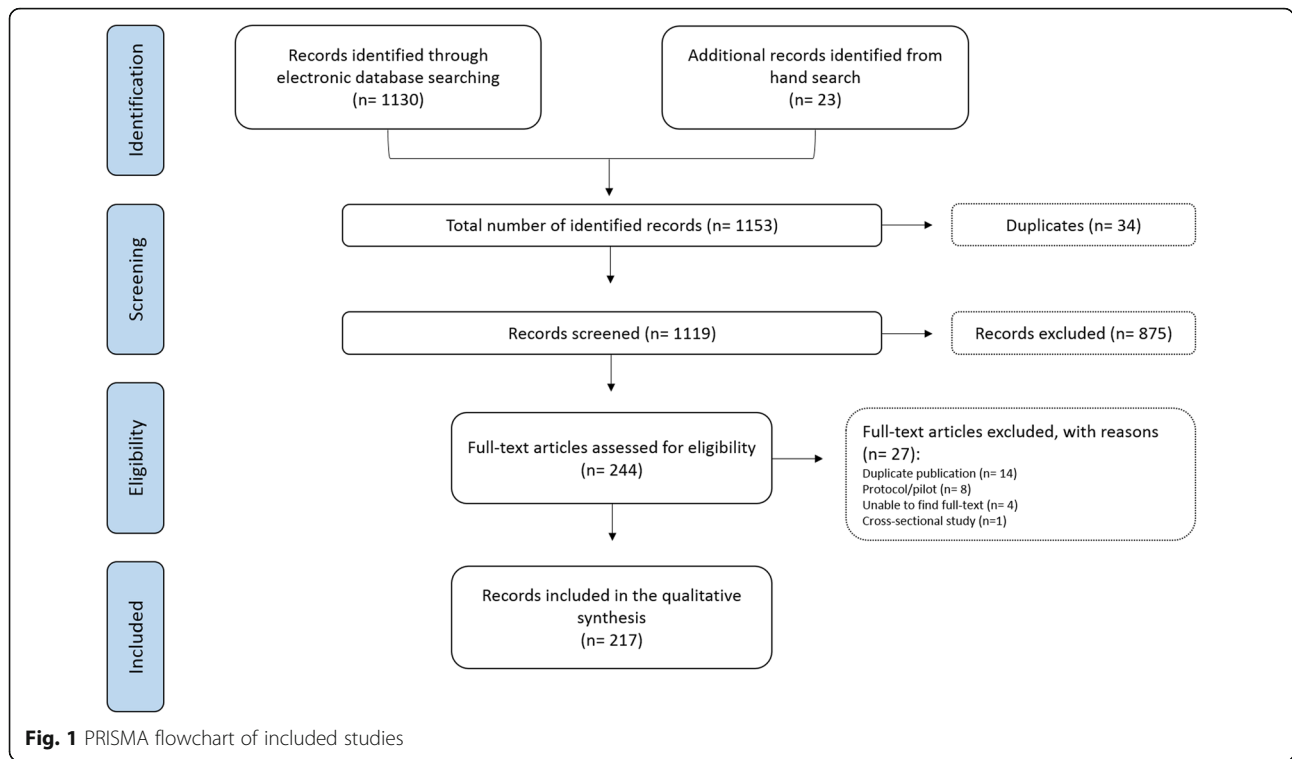 Identification
Records identified through
electronic database searching
(n= 1130)
Additional records identified from
hand search
(n= 23)
Screening
Total number of identified records (n= 1153)
Duplicates (n= 34)
Records screened (n= 1119)
Records excluded (n= 875)
Eligibility
Full-text articles assessed for eligibility
(n= 244)
Full-text articles excluded, with reasons
(n= 27):
Duplicate publication (n= 14)
Protocol/pilot (n= 8)
Unable to find full-text (n= 4)
Cross-sectional study (n=1)
Included
Records included in the qualitative
synthesis
(n= 217)
Fig. 1 PRISMA flowchart of included studies